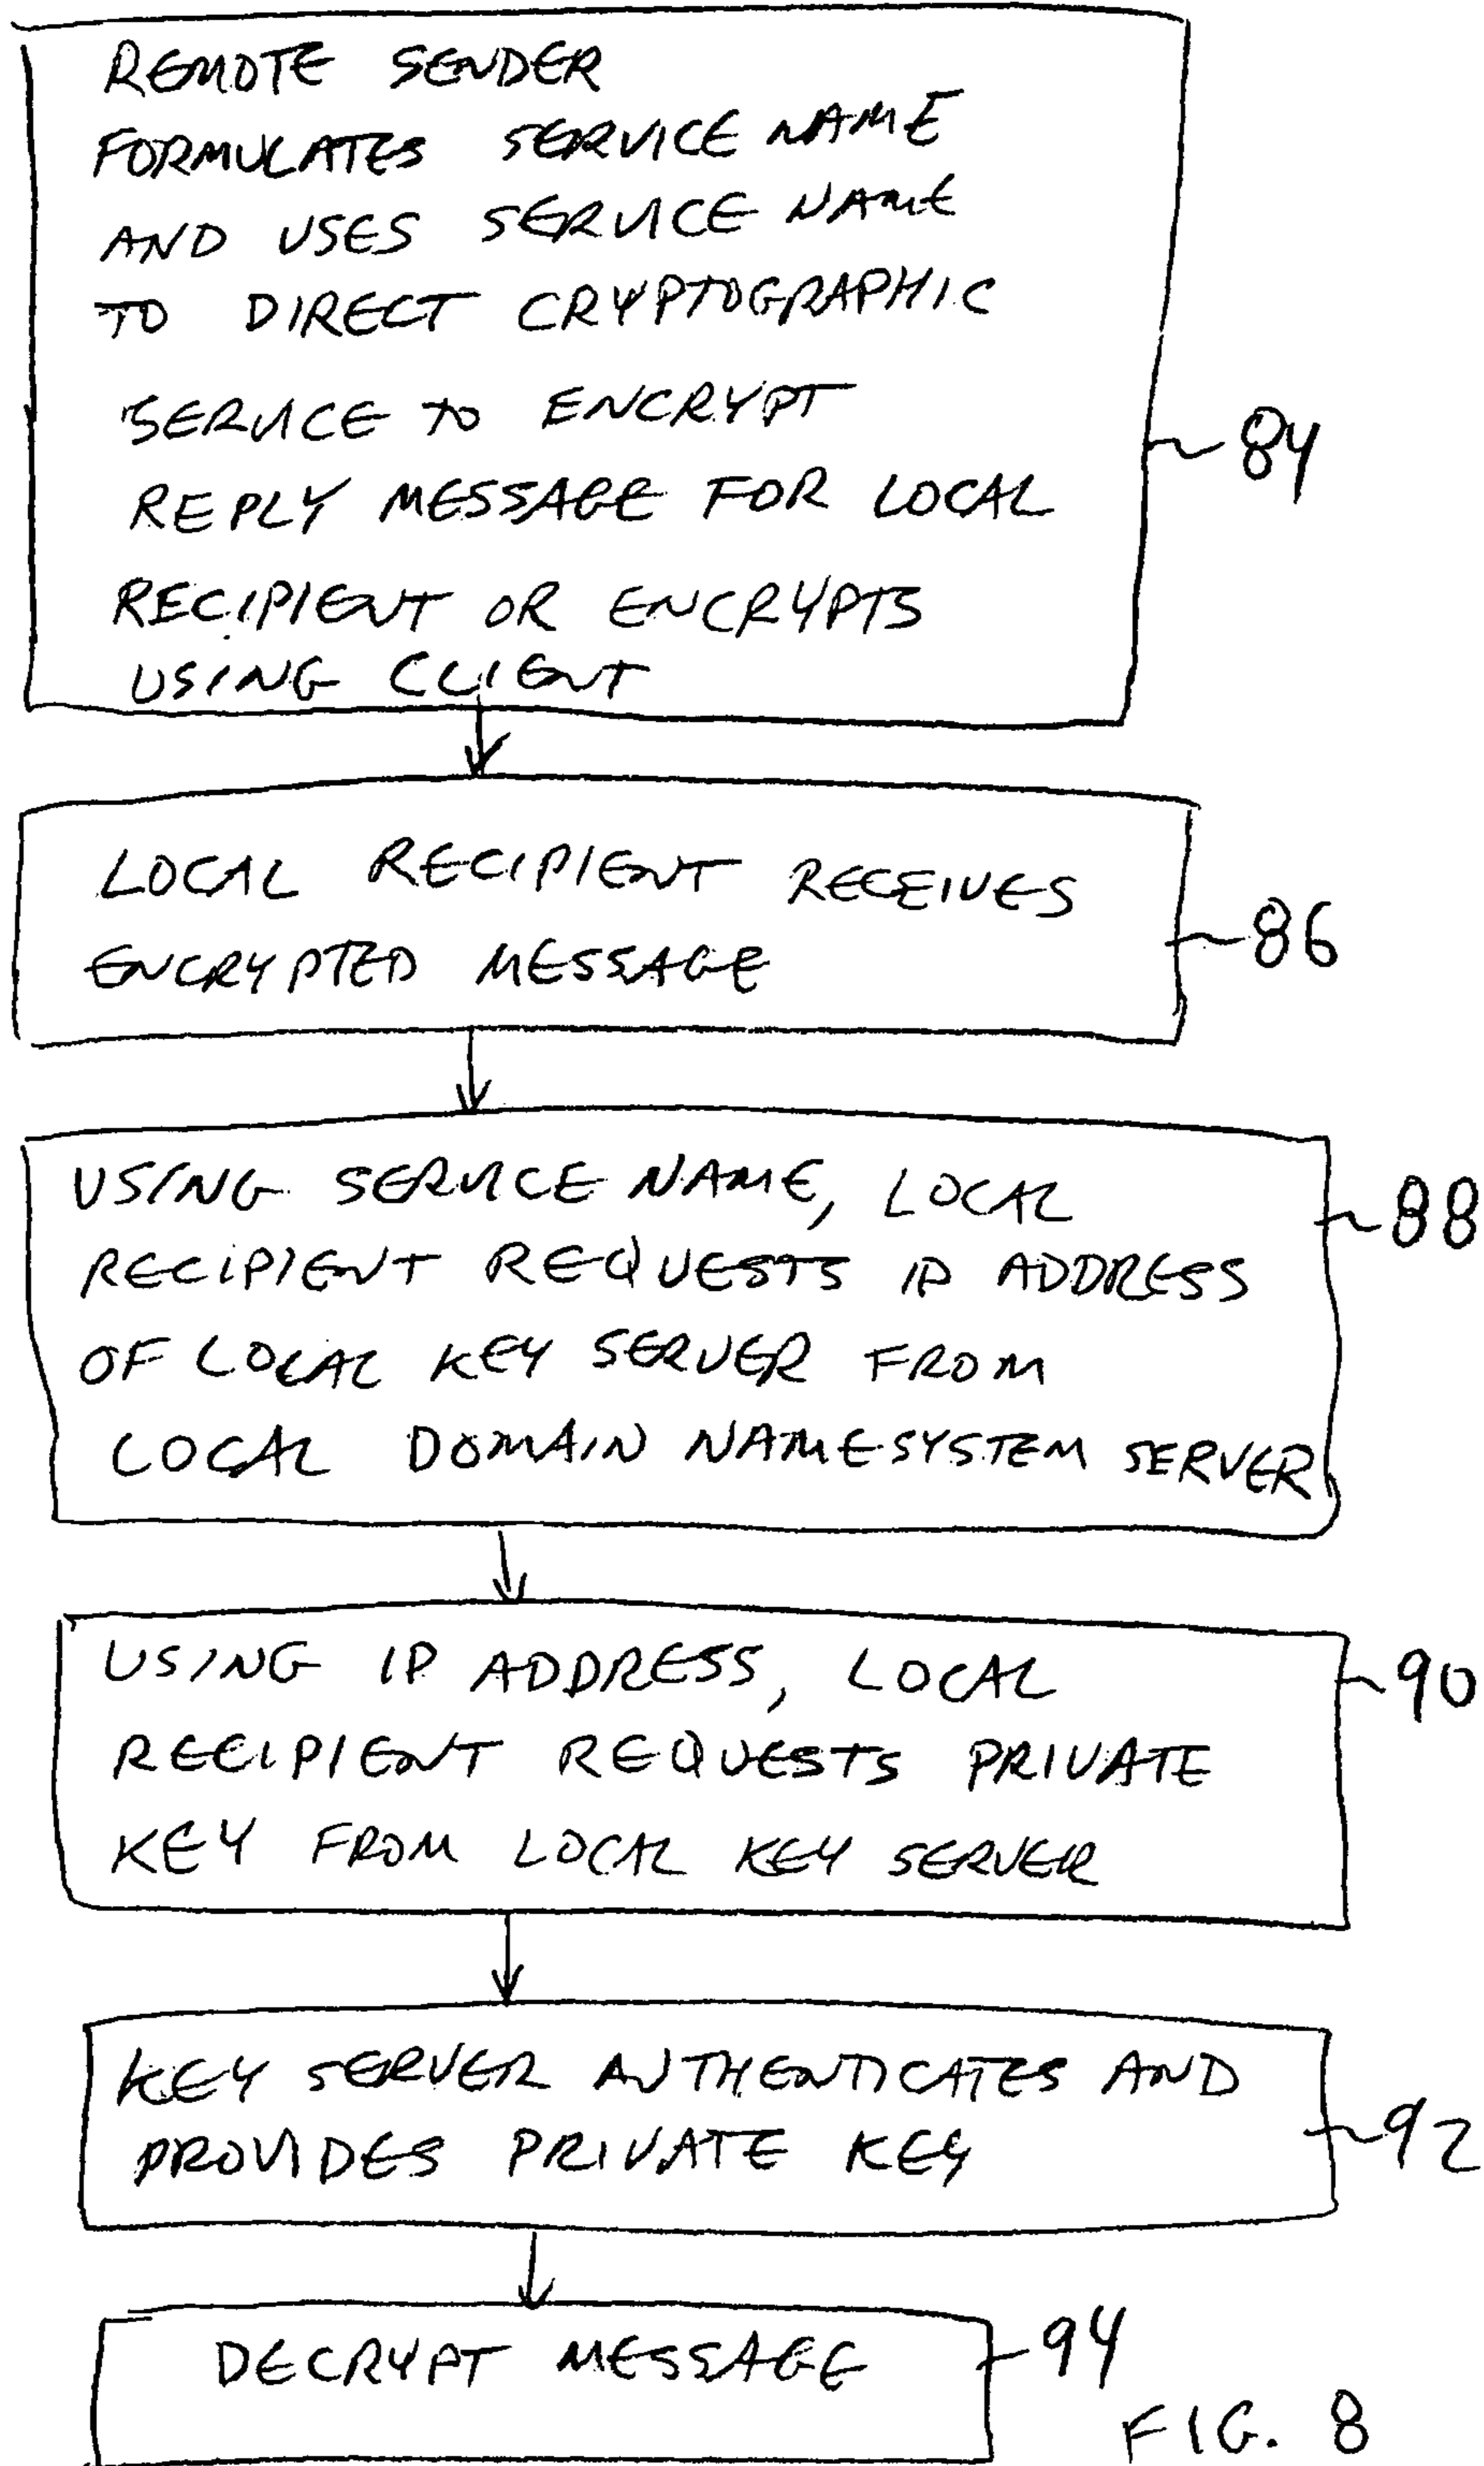 REMOTE SENDER
FORMULATES SERVICE NAME
AND USES SERVICE NAME
TO DIRECT CRYPTOGRAPHIC
SERVICE TO ENCRYPT
REPLY MESSAGE FOR LOCAL
RECIPIENT OR ENCRYPTS
USING CLIENT
84
LOCAL RECIPIENT RECEIVES
ENCRYPTED MESSAGE
86
USING SERVICE NAME, LOCAL
RECIPIENT REQUESTS IP ADDRESS
OF LOCAL KEY SERVER FROM
LOCAL DOMAIN NAME SYSTEM SERVER
88
USING IP ADDRESS, LOCAL
RECIPIENT REQUESTS PRIVATE
KEY FROM LOCAL KEY SERVER
90
KEY SERVER AUTHENTICATES AND
PROVIDES PRIVATE KEY
92
DECRYPT MESSAGE
94
FIG. 8